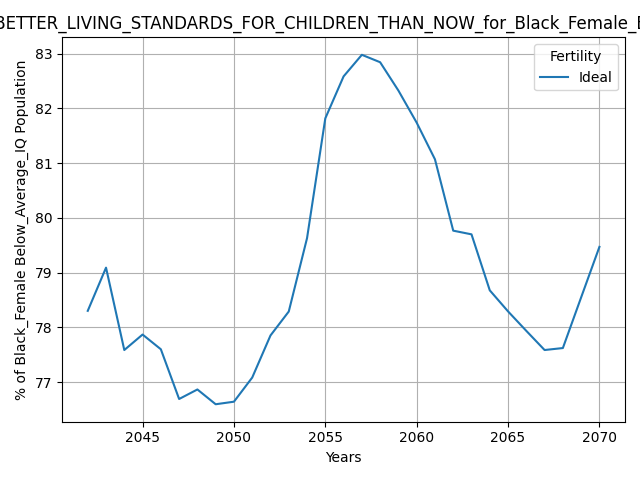 BETTER_LIVING_STANDARDS_FOR_CHILDREN_THAN_NOW_for_Black_Female_B
83
82
81
80
79
78
77
% of Black_Female Below_Average_IQ Population
Fertility
Ideal
2045 2050 2055 2060 2065 2070
Years